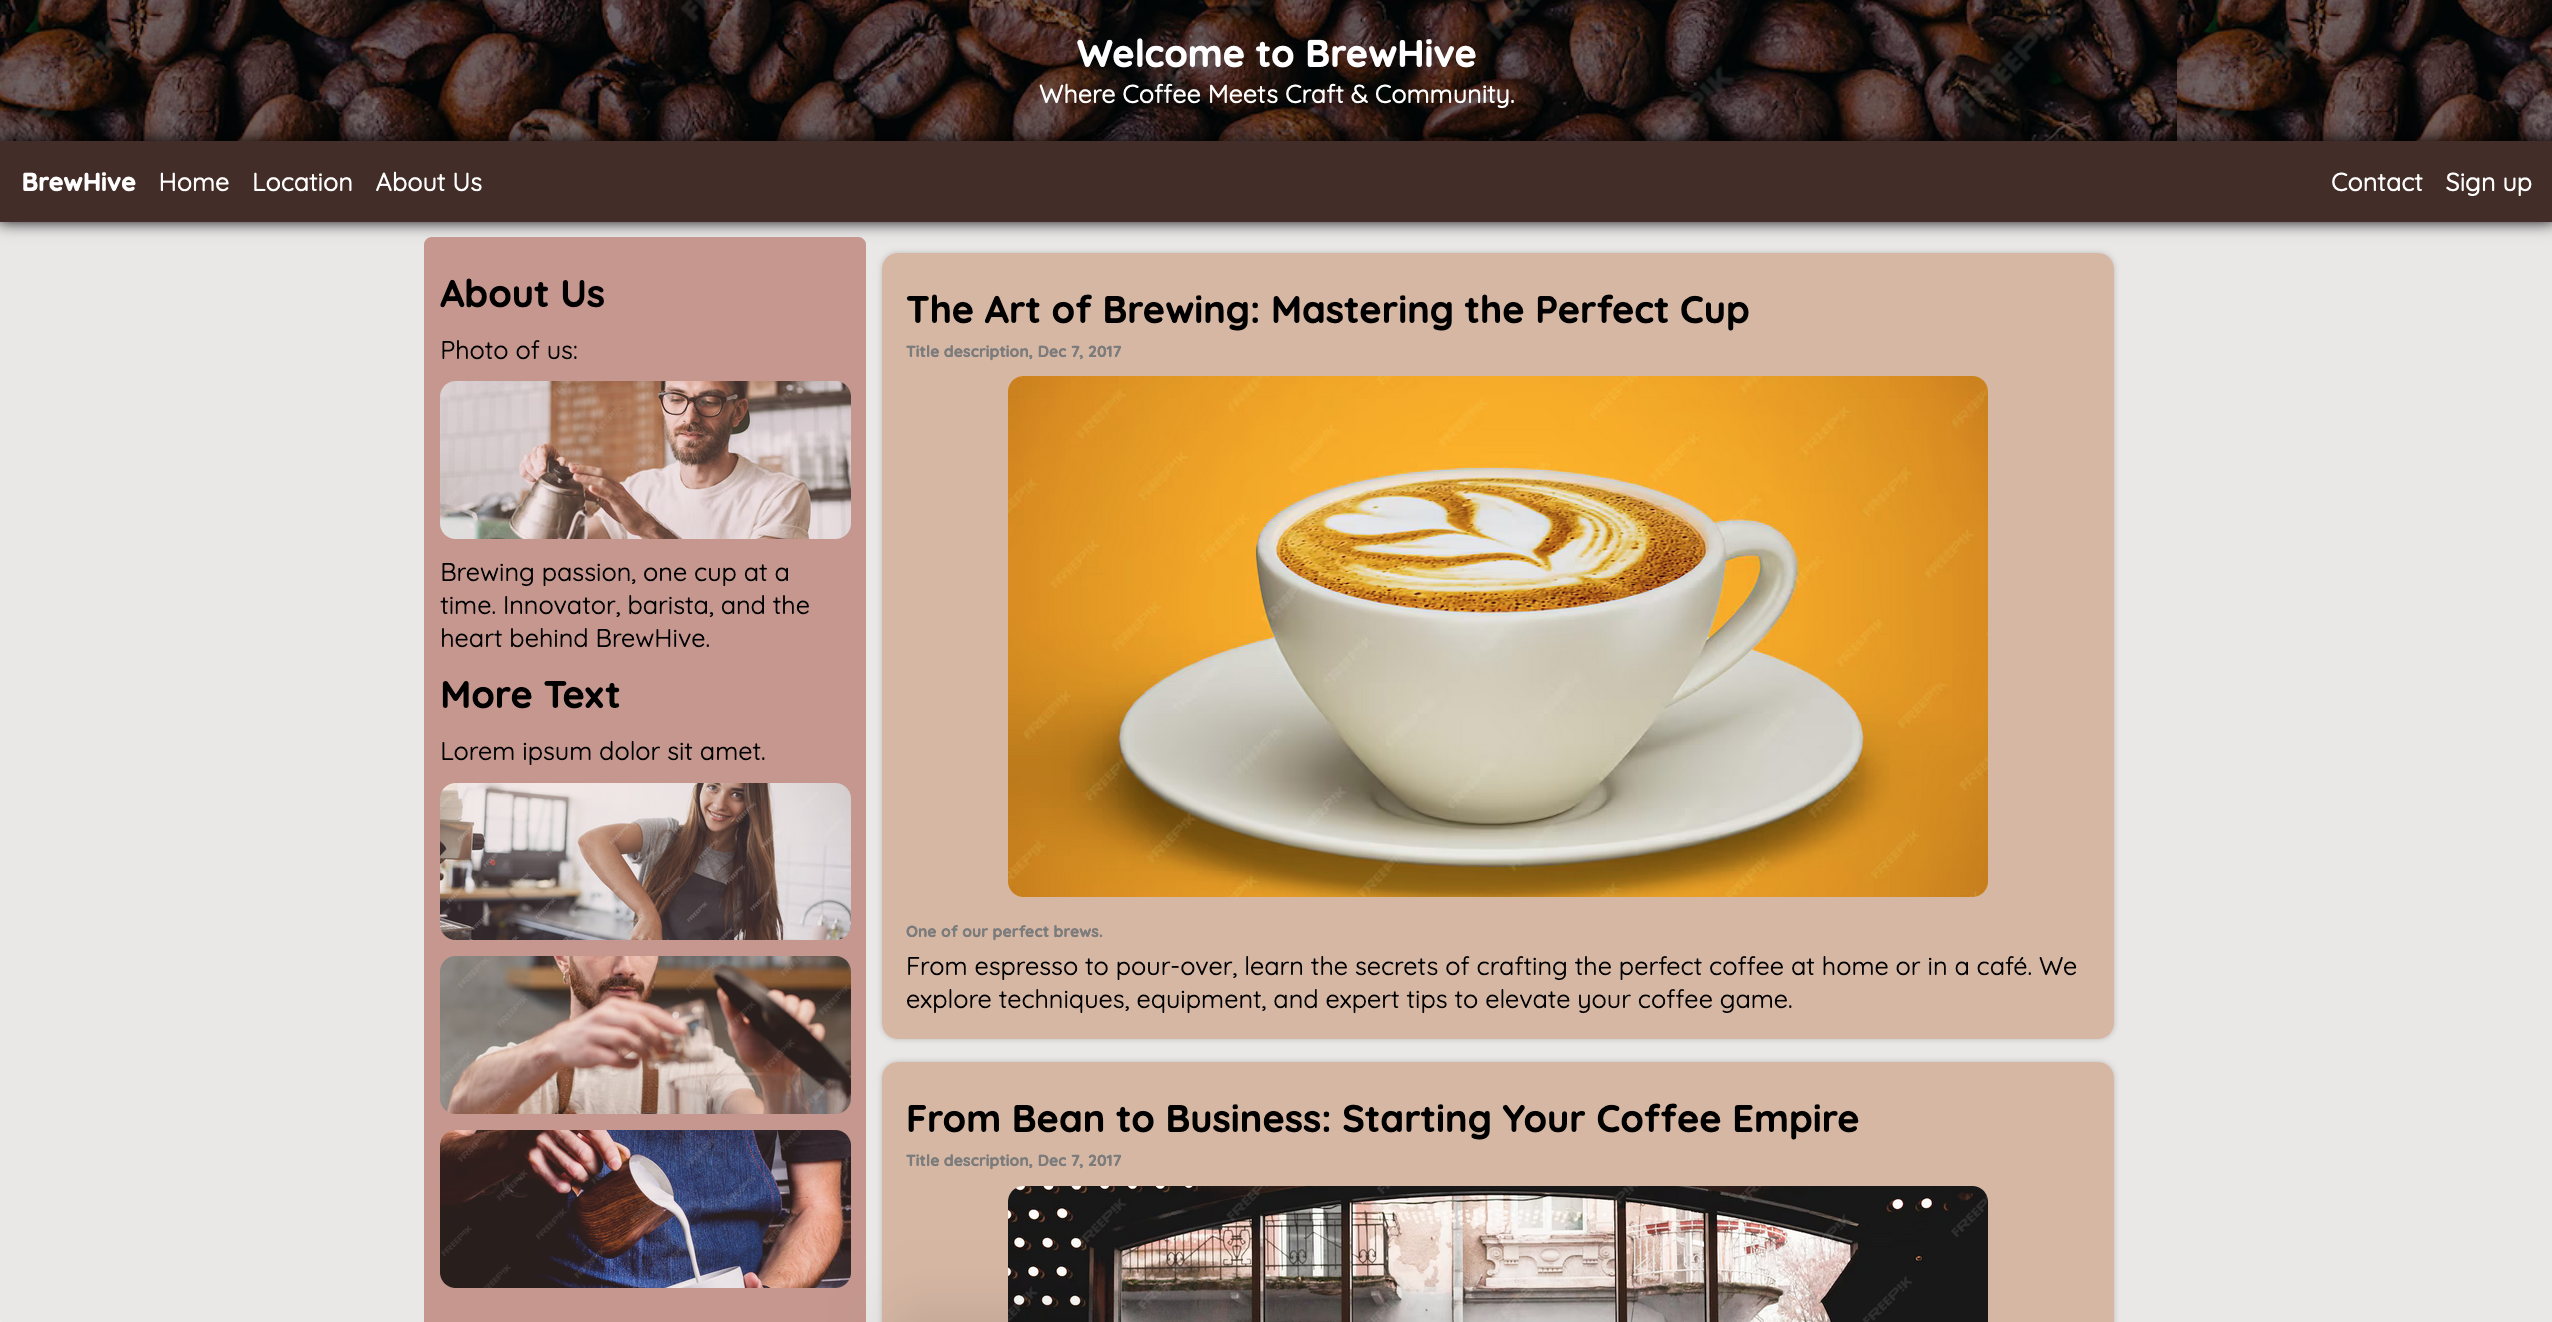 Welcome to BrewHive
Where Coffee Meets Craft & Community.
BrewHive Home Location About Us Contact Sign up
About Us
Photo of us:
Brewing passion, one cup at a
time. Innovator, barista, and the
heart behind BrewHive.
More Text
Lorem ipsum dolor sit amet.
The Art of Brewing: Mastering the Perfect Cup
Title description, Dec 7, 2017
One of our perfect brews.
From espresso to pour-over, learn the secrets of crafting the perfect coffee at home or in a café. We
explore techniques, equipment, and expert tips to elevate your coffee game.
From Bean to Business: Starting Your Coffee Empire
Title description, Dec 7, 2017
FREEPIK